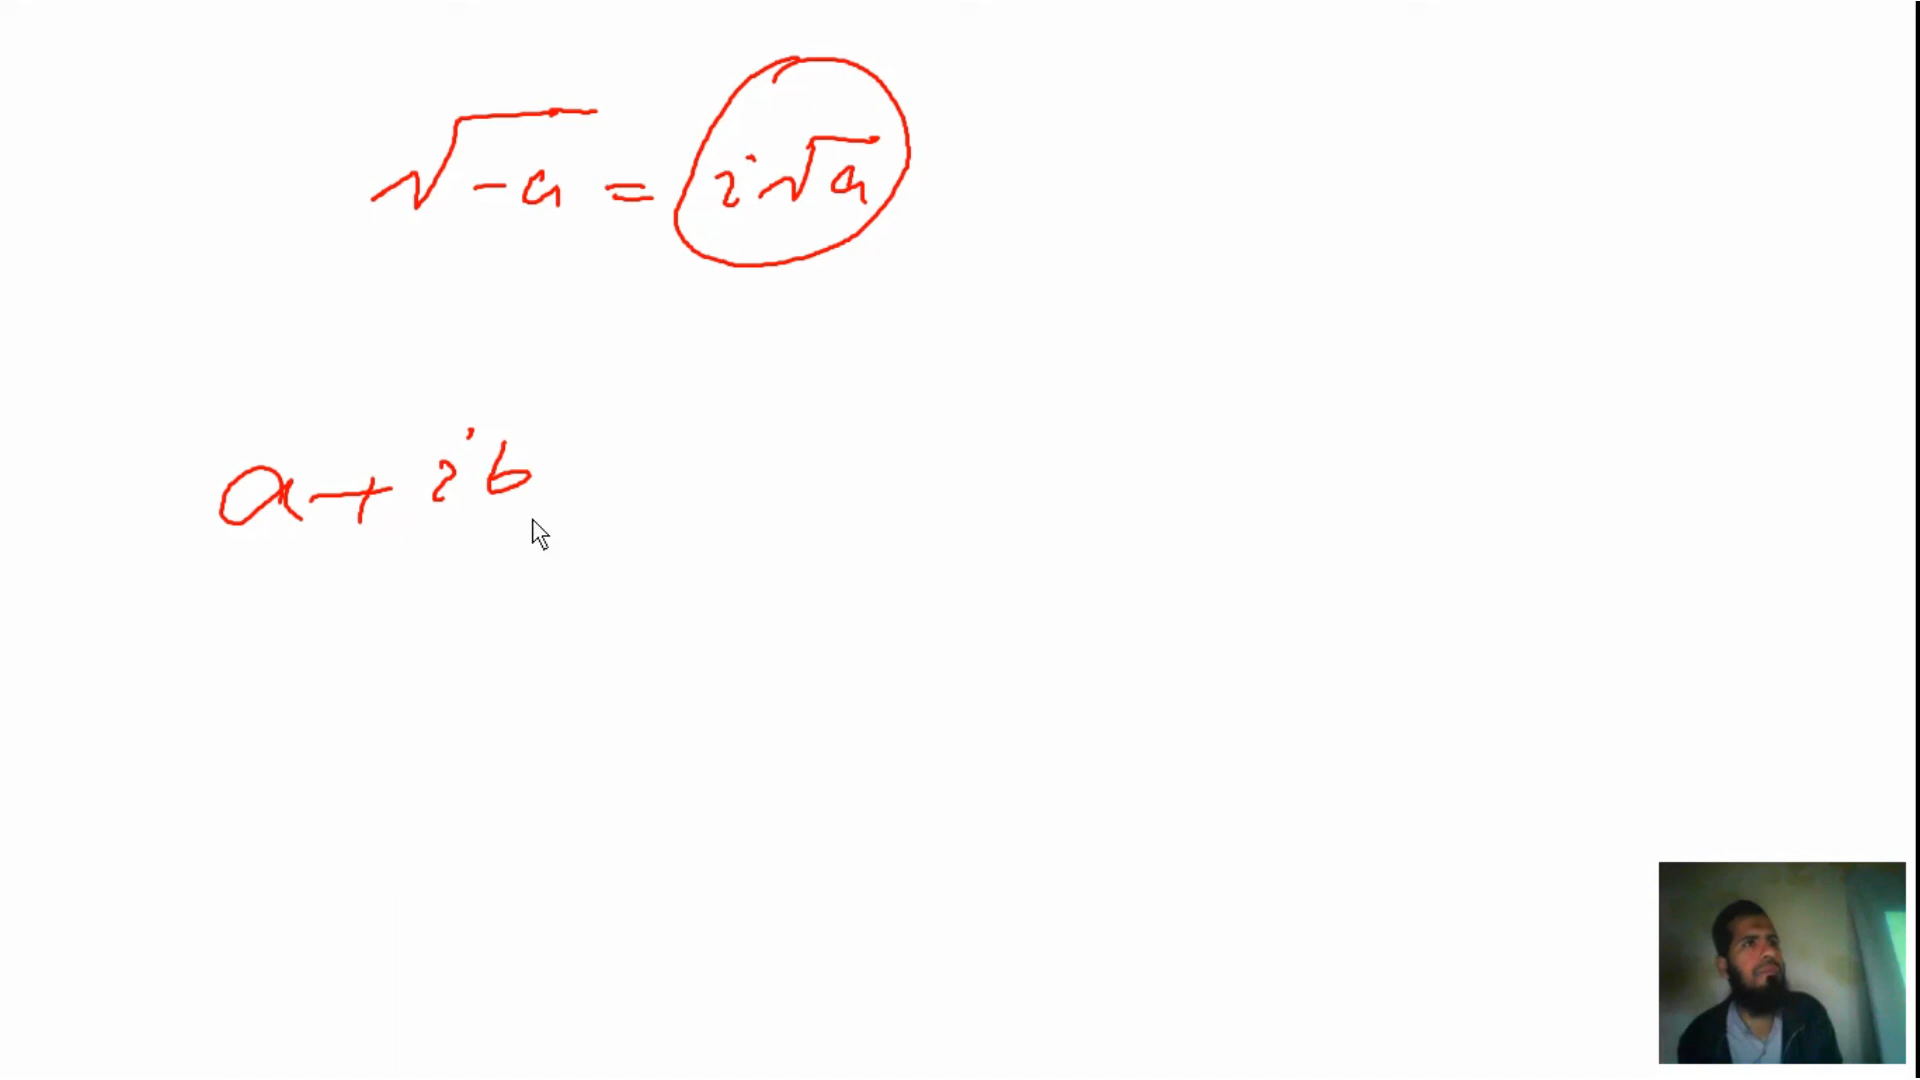 √-a = i√a
a + ib